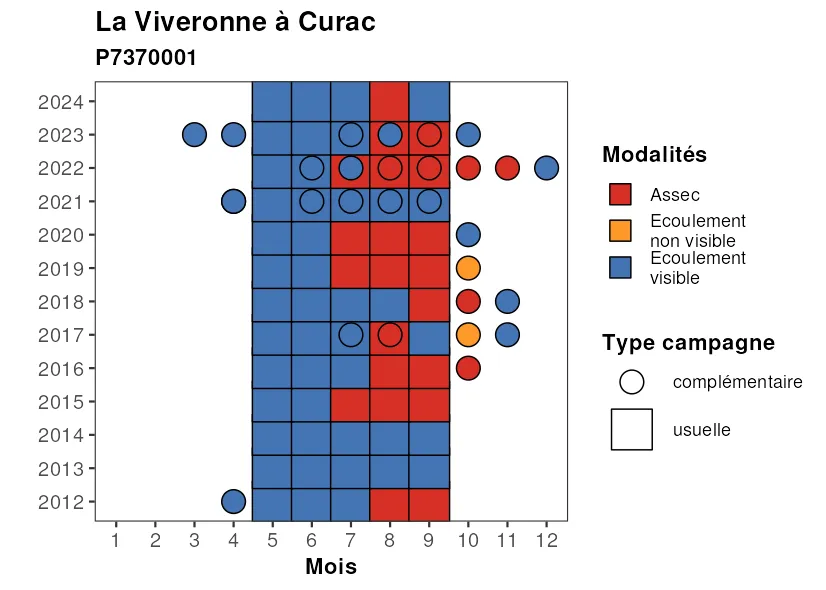 La Viveronne à Curac
P7370001
2024
2023
2022
2021
2020
2019
2018
2017
2016
2015
2014
2013
2012
1 2 3 4 5 6 7 8 9 10 11 12
Mois
Modalités
Assec
Ecoulement
non visible
Ecoulement
visible
Type campagne
complémentaire
usuelle